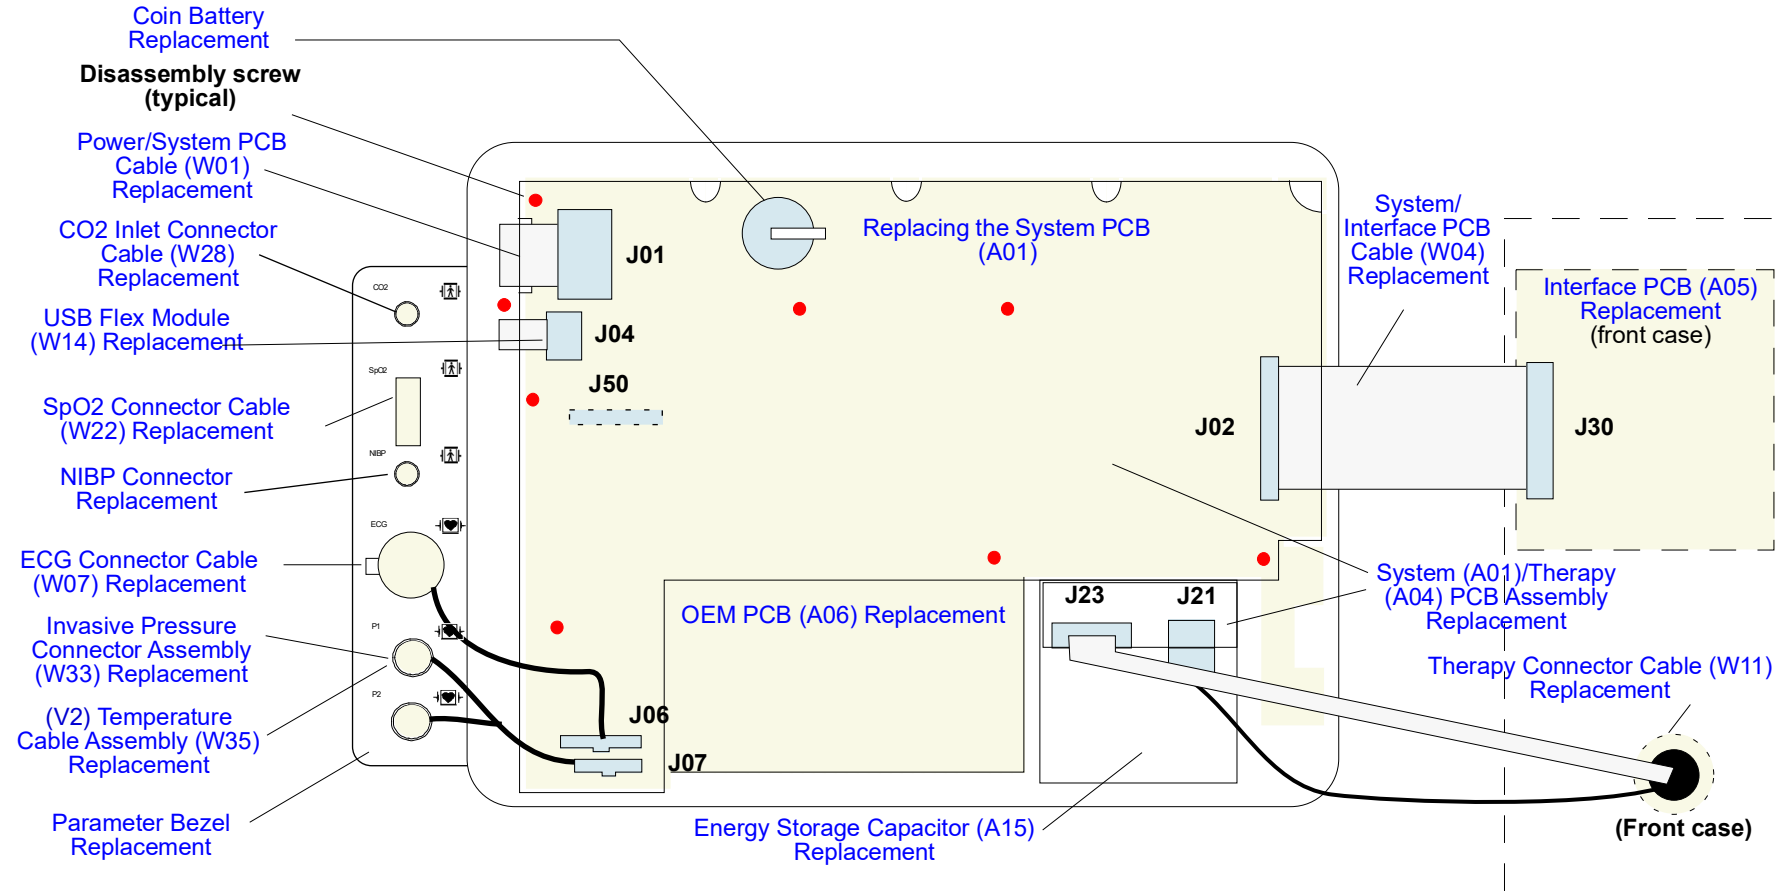 Coin Battery
Replacement
Disassembly screw
(typical)
Power/System PCB
Cable (W01)
Replacement
CO2 Inlet Connector
Cable (W28)
Replacement
USB Flex Module
(W14) Replacement
SpO2 Connector Cable
(W22) Replacement
NIBP Connector
Replacement
ECG Connector Cable
(W07) Replacement
Invasive Pressure
Connector Assembly
(W33) Replacement
(V2) Temperature
Cable Assembly (W35)
Replacement
Parameter Bezel
Replacement
CO2
SpO2
NIBP
ECG
P1
P2
J01
J04
J50
J06
J07
Replacing the System PCB
(A01)
OEM PCB (A06) Replacement
J23
J21
J02
J30
System/
Interface PCB
Cable (W04)
Replacement
Interface PCB (A05)
Replacement
(front case)
System (A01)/Therapy
(A04) PCB Assembly
Replacement
Therapy Connector Cable (W11)
Replacement
(Front case)
Energy Storage Capacitor (A15)
Replacement